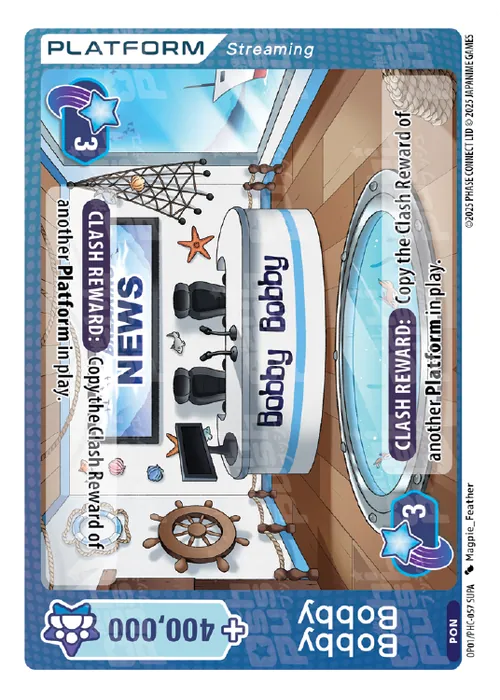 PLATFORM
Streaming
3
CLASH REWARD: Copy the Clash Reward of
another Platform in play.
NEWS
Bobby Bobby
CLASH REWARD: Copy the Clash Reward of
another Platform in play.
3
+400,000
Bobby
Bobby
PON
OP01/PHC-057 SUPA
Magpie_Feather
©2025 PHASE CONNECT LTD © 2025 JAPANIME GAMES